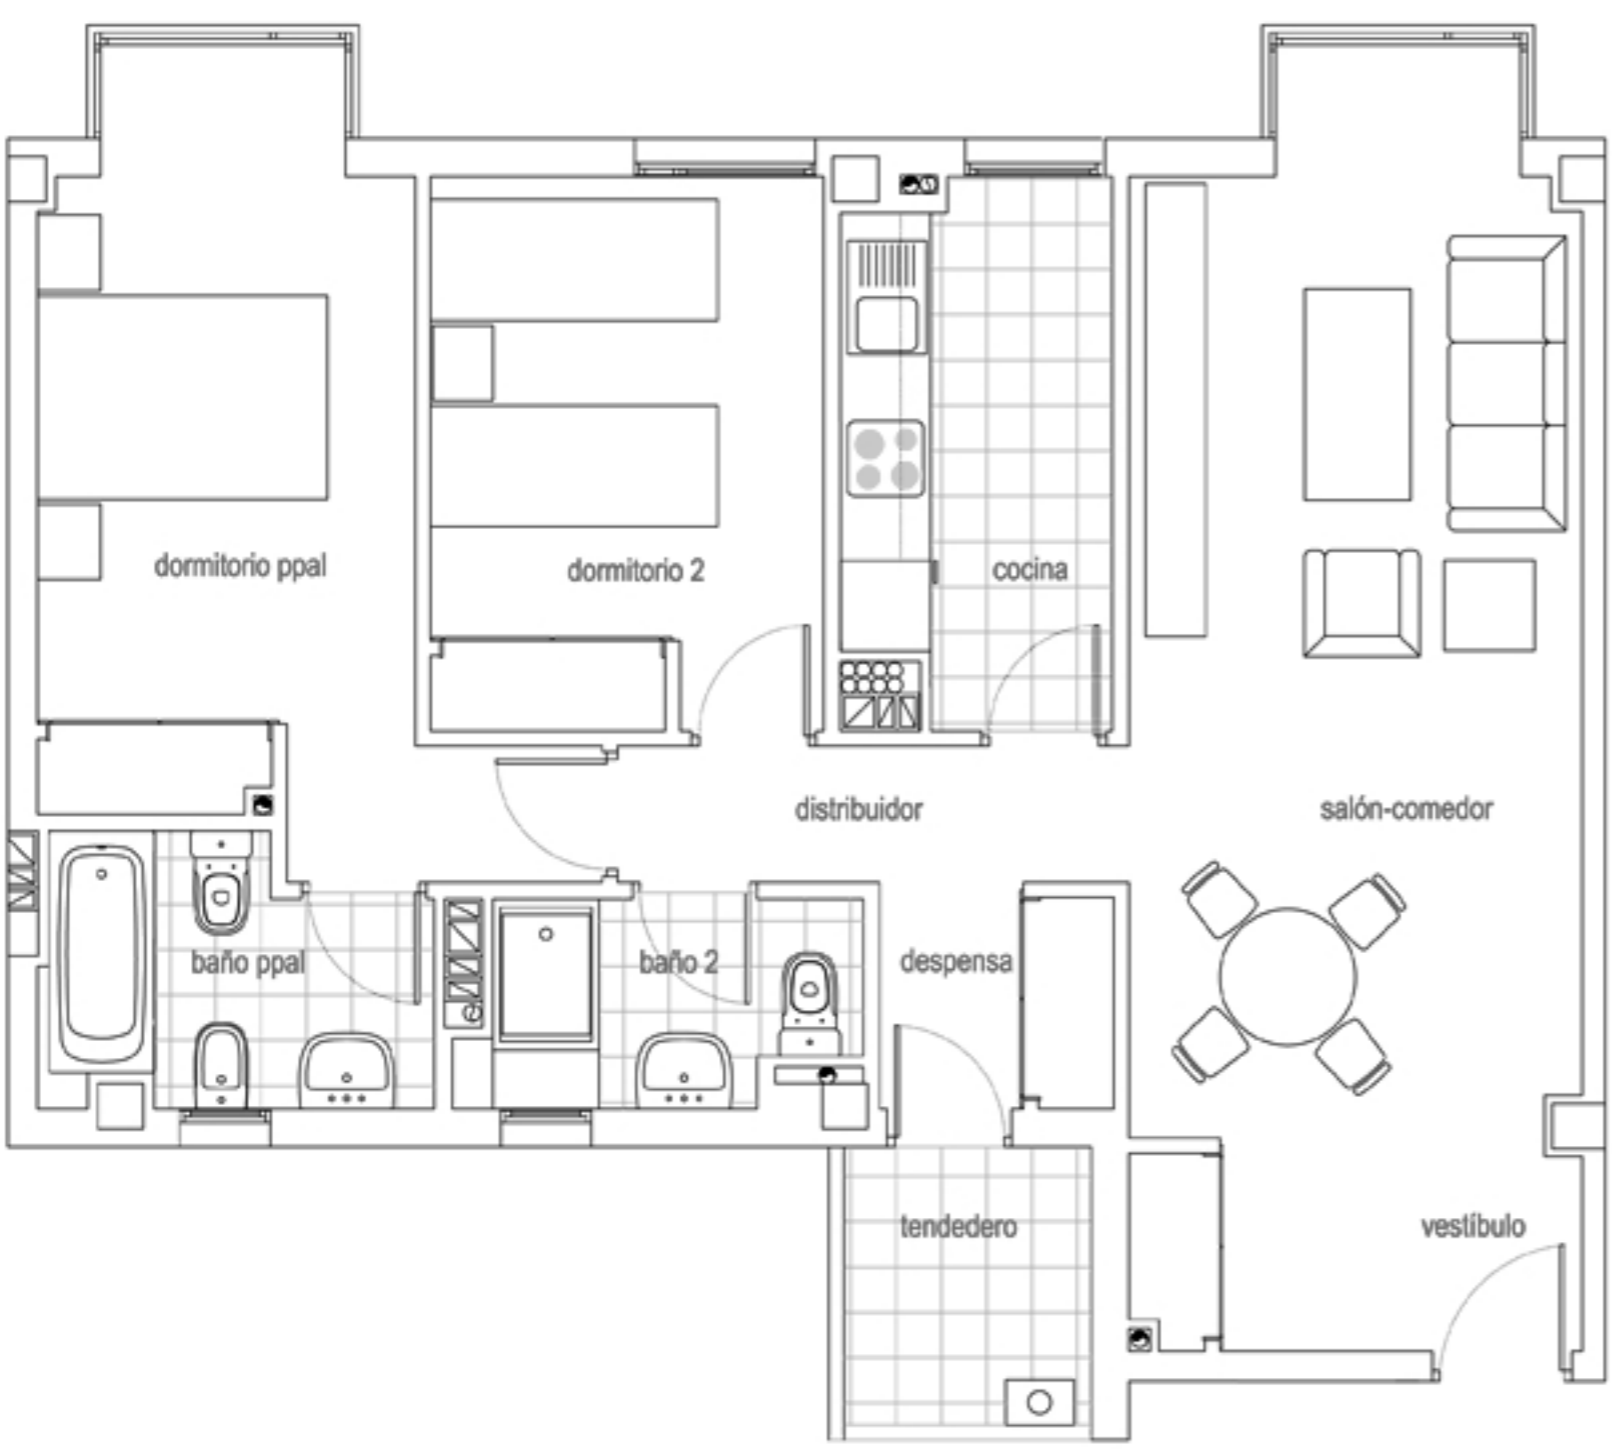 dormitorio ppal
dormitorio 2
cocina
distribuidor
salón-comedor
baño ppal
baño 2
despensa
tendedero
vestíbulo